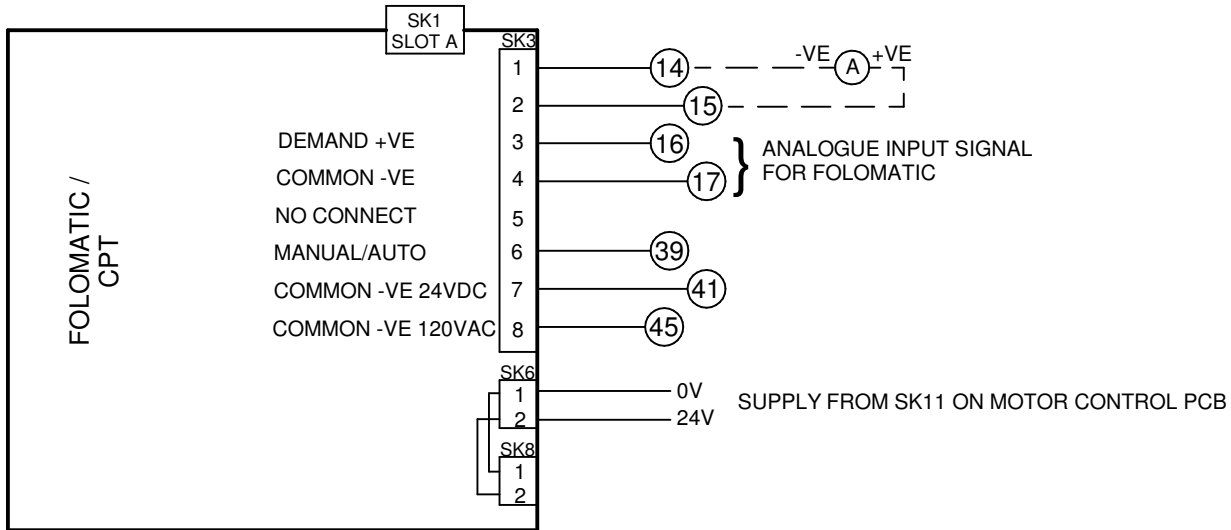 SK1
SLOT A
SK3
1
14
-VE
A
+VE
2
15
DEMAND +VE
3
16
ANALOGUE INPUT SIGNAL
FOR FOLOMATIC
COMMON -VE
4
17
NO CONNECT
5
MANUAL/AUTO
6
39
COMMON -VE 24VDC
7
41
COMMON -VE 120VAC
8
45
FOLOMATIC /
CPT
SK6
1
0V
2
24V
SUPPLY FROM SK11 ON MOTOR CONTROL PCB
SK8
1
2